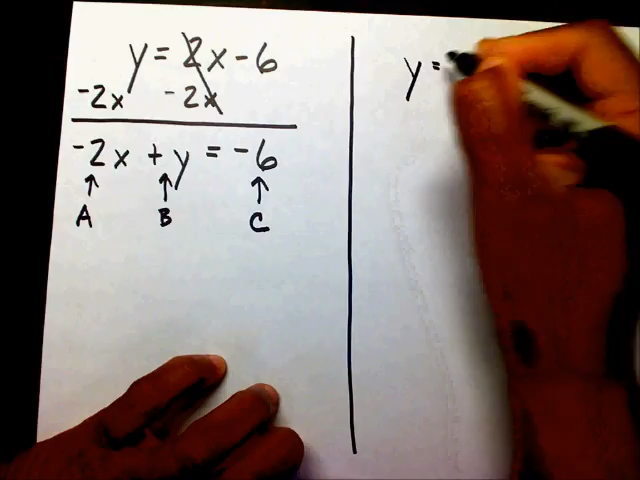 y = 2x - 6
-2x -2x
-2x + y = -6
↑ ↑ ↑
A B C
y =